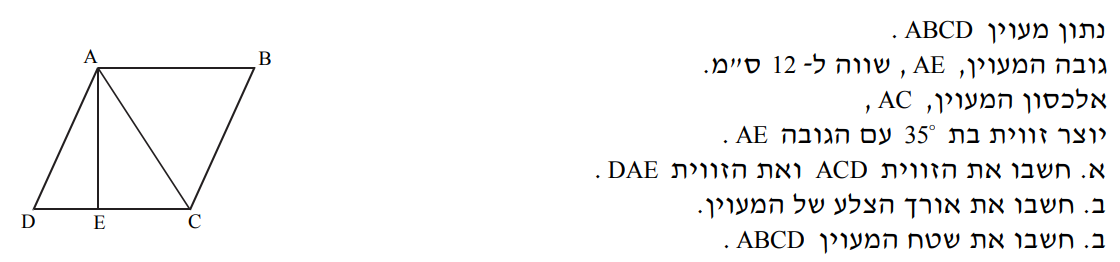 נתון מעוין ABCD .
גובה המעוין, AE , שווה ל- 12 ס״מ.
אלכסון המעוין, AC ,
יוצר זווית בת 35° עם הגובה AE .
א. חשבו את הזווית ACD ואת הזווית DAE .
ב. חשבו את אורך הצלע של המעוין.
ב. חשבו את שטח המעוין ABCD .
A B
D E C